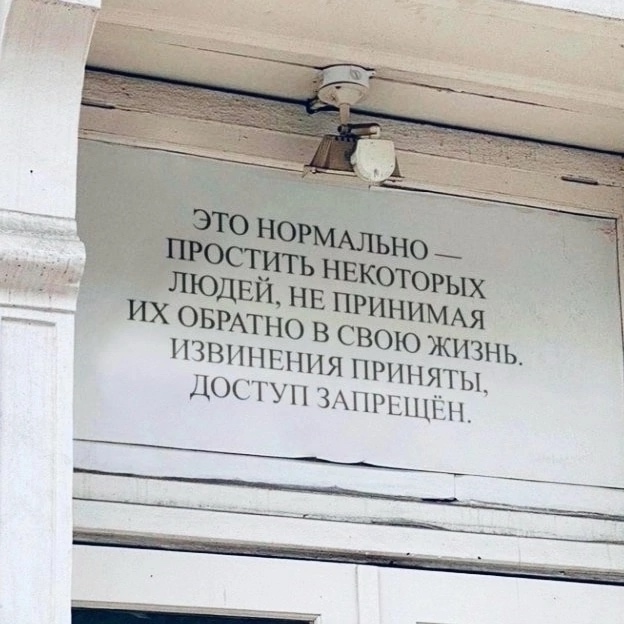 ЭТО НОРМАЛЬНО —
ПРОСТИТЬ НЕКОТОРЫХ
ЛЮДЕЙ, НЕ ПРИНИМАЯ
ИХ ОБРАТНО В СВОЮ ЖИЗНЬ.
ИЗВИНЕНИЯ ПРИНЯТЫ,
ДОСТУП ЗАПРЕЩЁН.